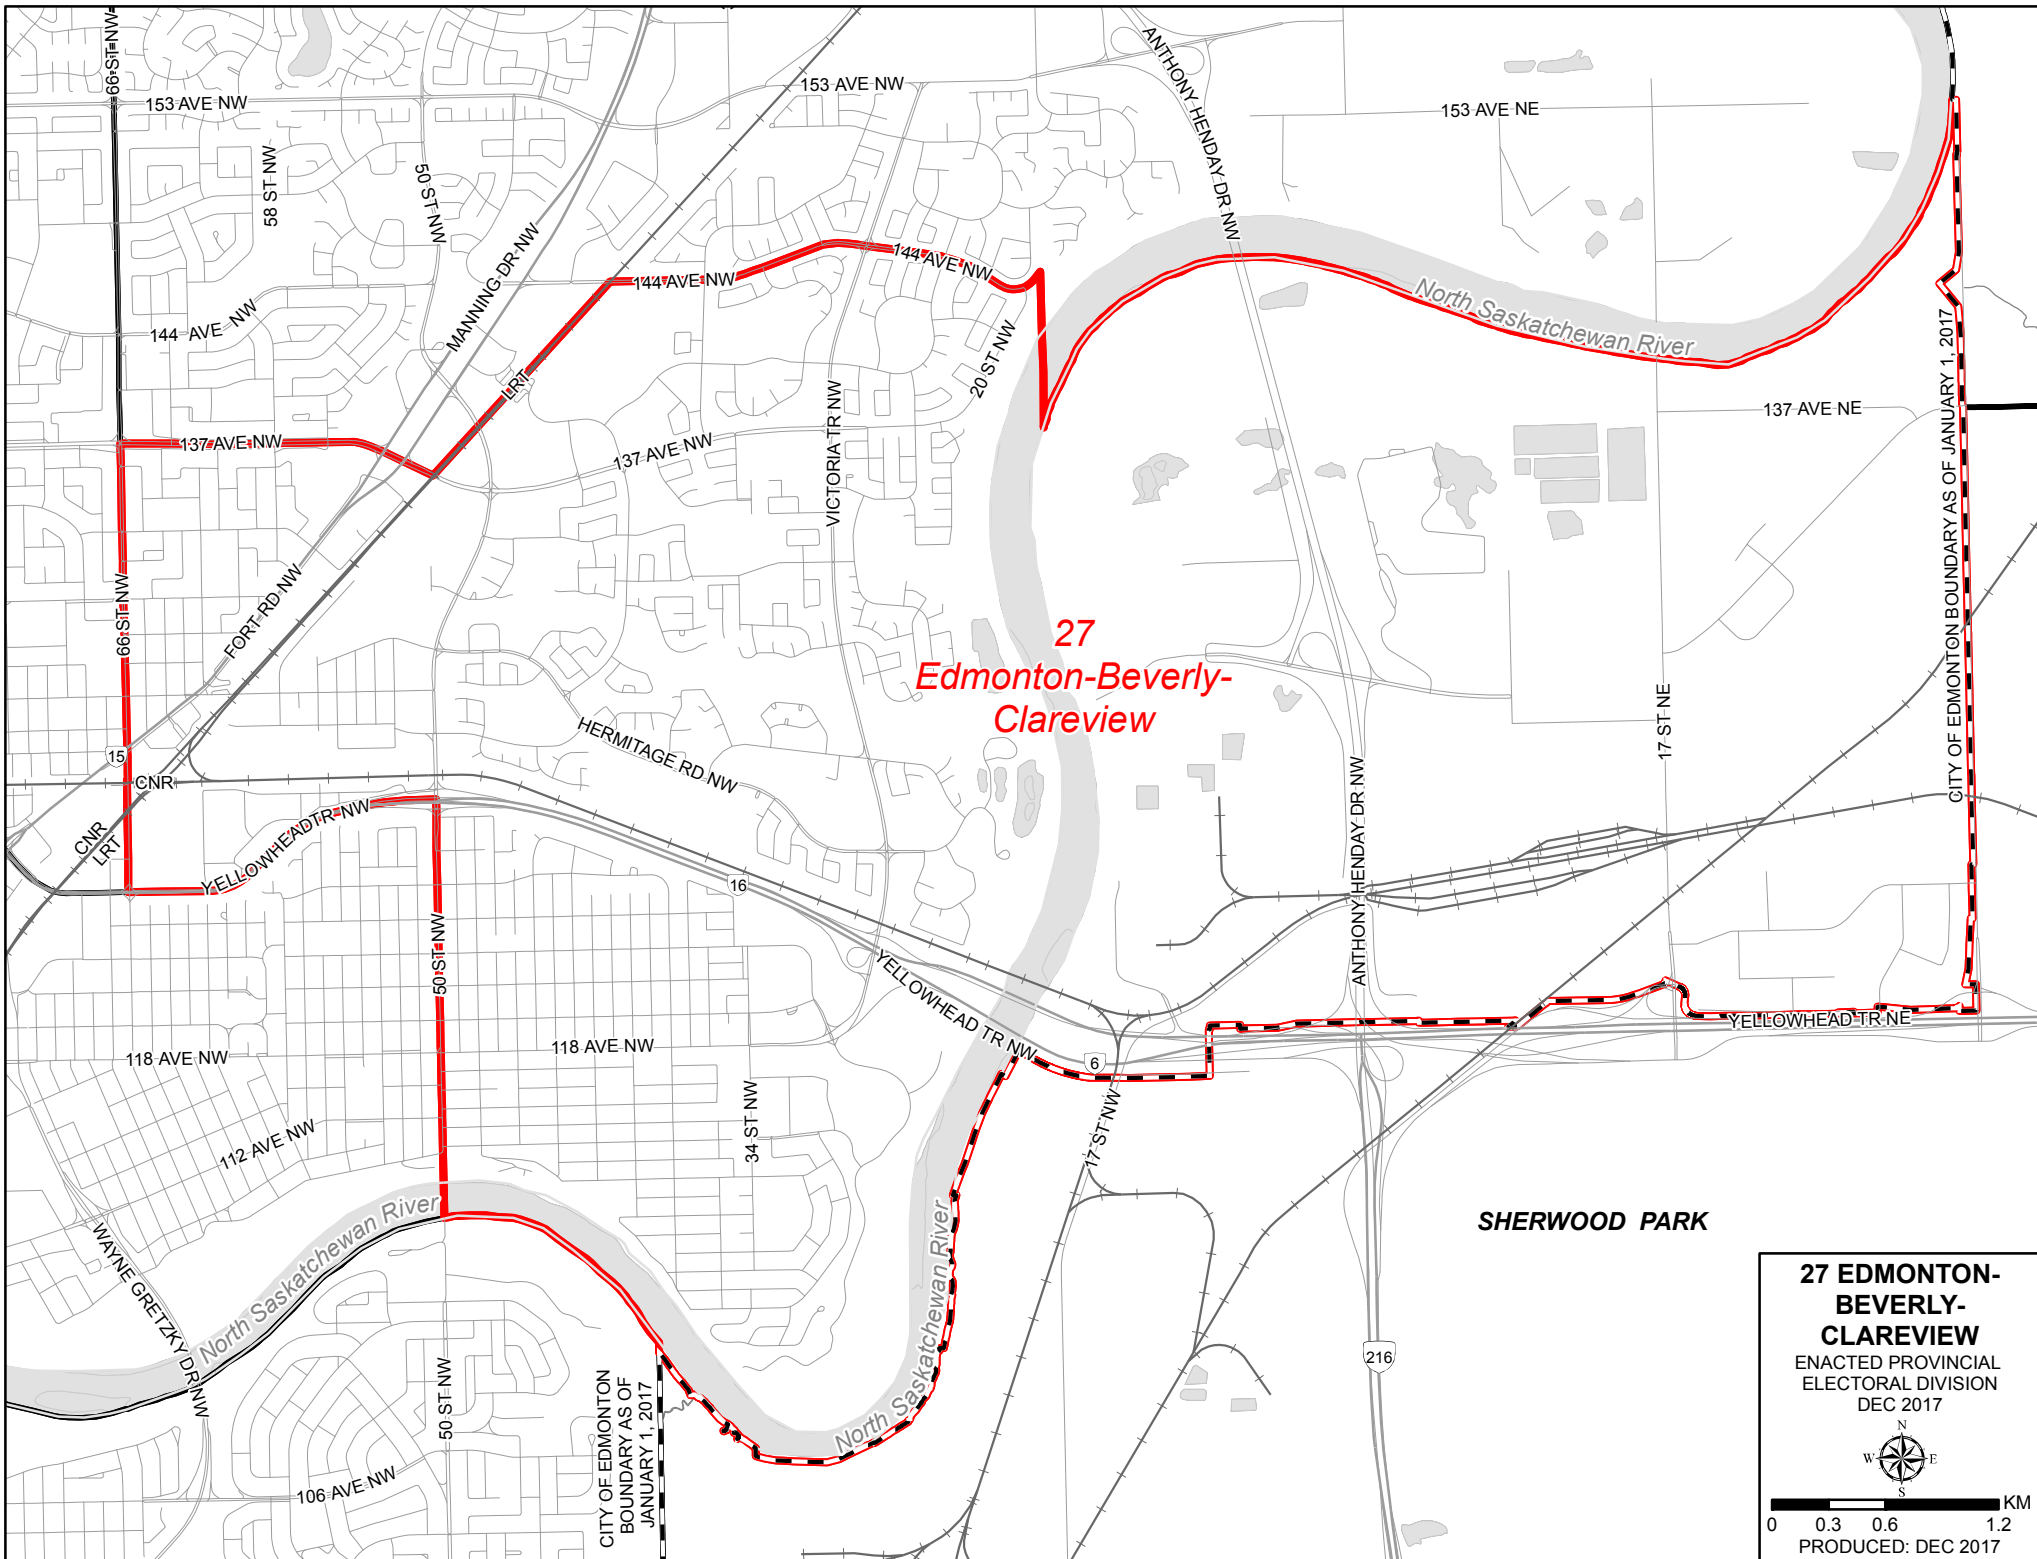 66 ST NW
153 AVE NW
153 AVE NW
ANTHONY HENDAY DR NW
153 AVE NE
58 ST NW
50 ST NW
MANNING DR NW
144 AVE NW
144 AVE NW
144 AVE NW
North Saskatchewan River
LRT
20 ST NW
CITY OF EDMONTON BOUNDARY AS OF JANUARY 1, 2017
137 AVE NW
137 AVE NW
VICTORIA TR NW
137 AVE NE
66 ST NW
FORT RD NW
27
Edmonton-Beverly-
Clareview
HERMITAGE RD NW
17 ST NE
15
CNR
ANTHONY HENDAY DR NW
CNR
LRT
YELLOWHEAD TR NW
16
50 ST NW
YELLOWHEAD TR NW
YELLOWHEAD TR NE
118 AVE NW
118 AVE NW
6
34 ST NW
17 ST NW
112 AVE NW
North Saskatchewan River
North Saskatchewan River
WAYNE GRETZKY DR NW
SHERWOOD PARK
216
50 ST NW
CITY OF EDMONTON
BOUNDARY AS OF
JANUARY 1, 2017
North Saskatchewan River
106 AVE NW
27 EDMONTON-
BEVERLY-
CLAREVIEW
ENACTED PROVINCIAL
ELECTORAL DIVISION
DEC 2017
N
W E
S
KM
0 0.3 0.6 1.2
PRODUCED: DEC 2017